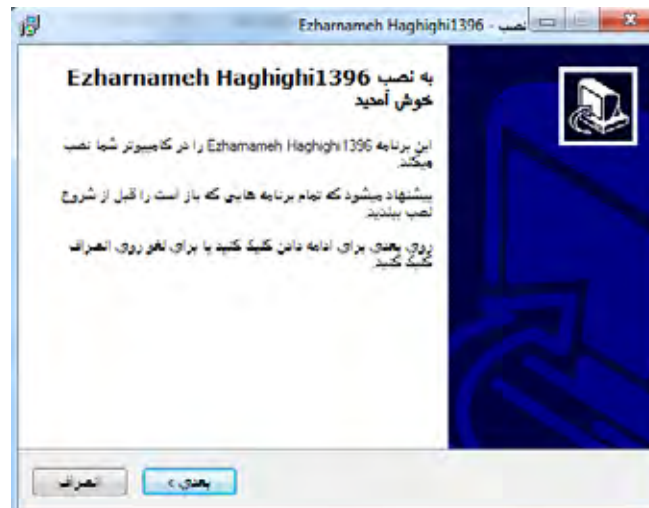 نصب - Ezharnameh Haghighi1396
به نصب Ezharnameh Haghighi1396
خوش آمدید
این برنامه Ezharnameh Haghighi1396 را در کامپیوتر شما نصب
میکند.
پیشنهاد میشود که تمام برنامه هایی که باز است را قبل از شروع
نصب ببندید.
روی بعدی برای ادامه دادن کلیک کنید یا برای لغو روی انصراف
کلیک کنید.
بعدی >
انصراف